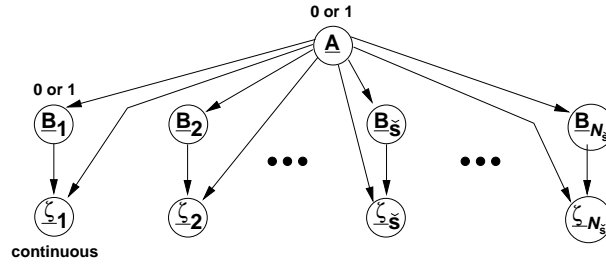 0 or 1
A
0 or 1
B1 B2 Bš BNš
ζ1 ζ2 ζš ζNš
continuous